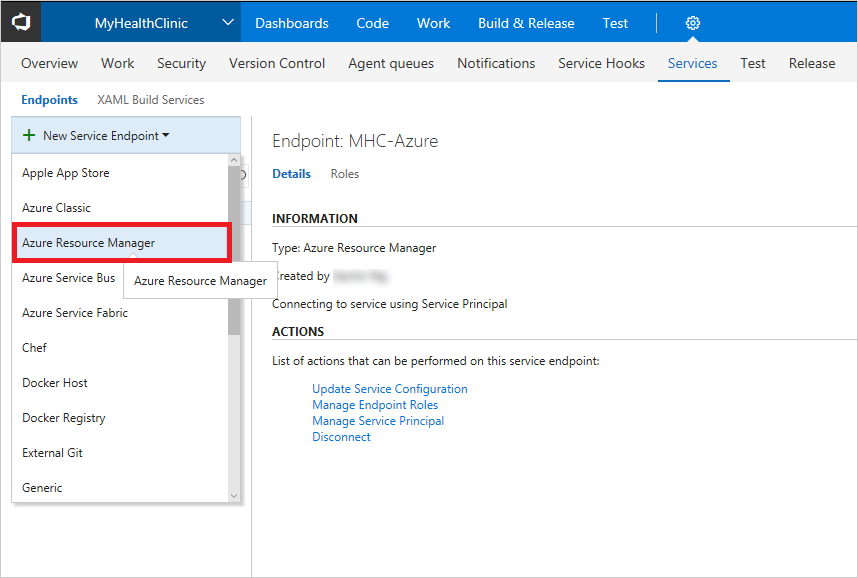 MyHealthClinic Dashboards Code Work Build & Release Test
Overview Work Security Version Control Agent queues Notifications Service Hooks Services Test Release
Endpoints XAML Build Services
New Service Endpoint
Apple App Store
Azure Classic
Azure Resource Manager
Azure Service Bus
Azure Resource Manager
Azure Service Fabric
Chef
Docker Host
Docker Registry
External Git
Generic
Endpoint: MHC-Azure
Details Roles
INFORMATION
Type: Azure Resource Manager
reated by
Connecting to service using Service Principal
ACTIONS
List of actions that can be performed on this service endpoint:
Update Service Configuration
Manage Endpoint Roles
Manage Service Principal
Disconnect